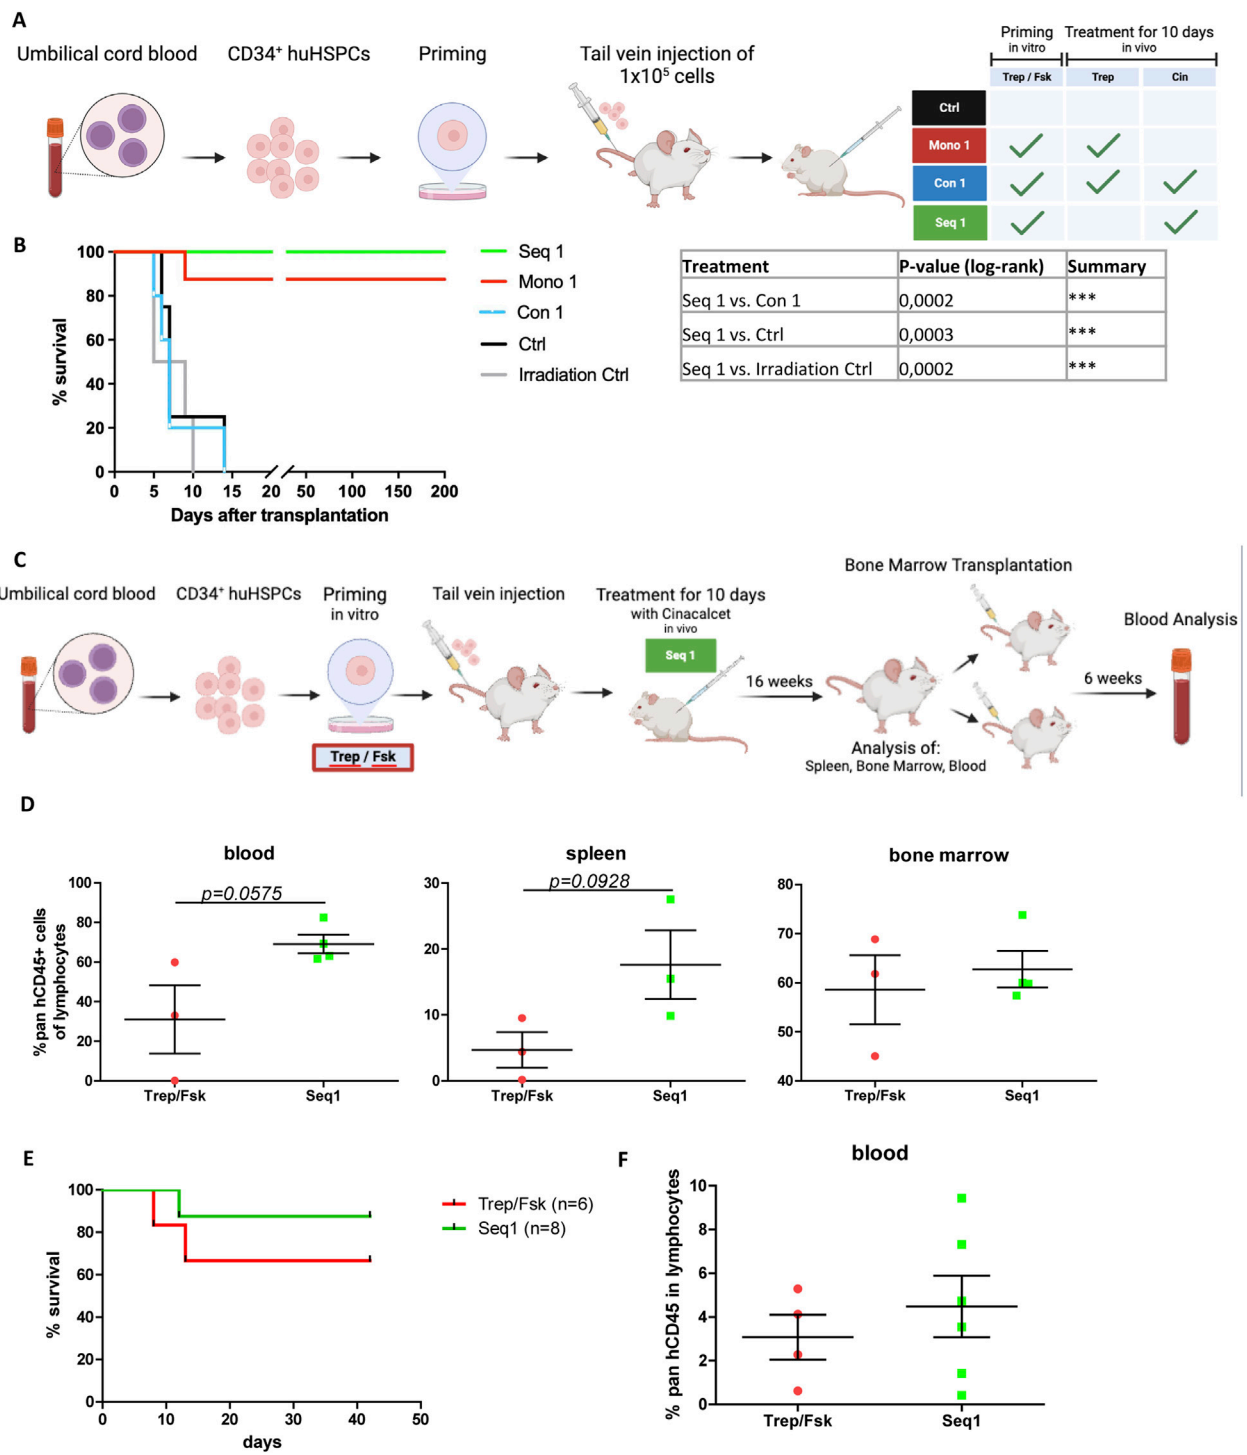 A
Umbilical cord blood
CD34+ huHSPCs
Priming
Tail vein injection of
1x10⁵ cells
Priming
in vitro
Treatment for 10 days
in vivo
Trep / Fsk
Trep
Cin
Ctrl
Mono 1
Con 1
Seq 1
B
% survival
100
80
60
40
20
0
0 5 10 15 20 50 100 150 200
Days after transplantation
Seq 1
Mono 1
Con 1
Ctrl
Irradiation Ctrl
Treatment P-value (log-rank) Summary
Seq 1 vs. Con 1 0,0002 ***
Seq 1 vs. Ctrl 0,0003 ***
Seq 1 vs. Irradiation Ctrl 0,0002 ***
C
Umbilical cord blood
CD34+ huHSPCs
Priming
in vitro
Trep / Fsk
Tail vein injection
Treatment for 10 days
with Cinacalcet
in vivo
Seq 1
16 weeks
Bone Marrow Transplantation
Analysis of:
Spleen, Bone Marrow, Blood
6 weeks
Blood Analysis
D
blood
%pan hCD45+ cells
of lymphocytes
100
80
60
40
20
0
p=0.0575
Trep/Fsk Seq1
spleen
30
20
10
0
p=0.0928
Trep/Fsk Seq1
bone marrow
80
70
60
50
40
Trep/Fsk Seq1
E
% survival
100
80
60
40
20
0
0 10 20 30 40 50
days
Trep/Fsk (n=6)
Seq1 (n=8)
F
blood
% pan hCD45 in lymphocytes
10
8
6
4
2
0
Trep/Fsk Seq1